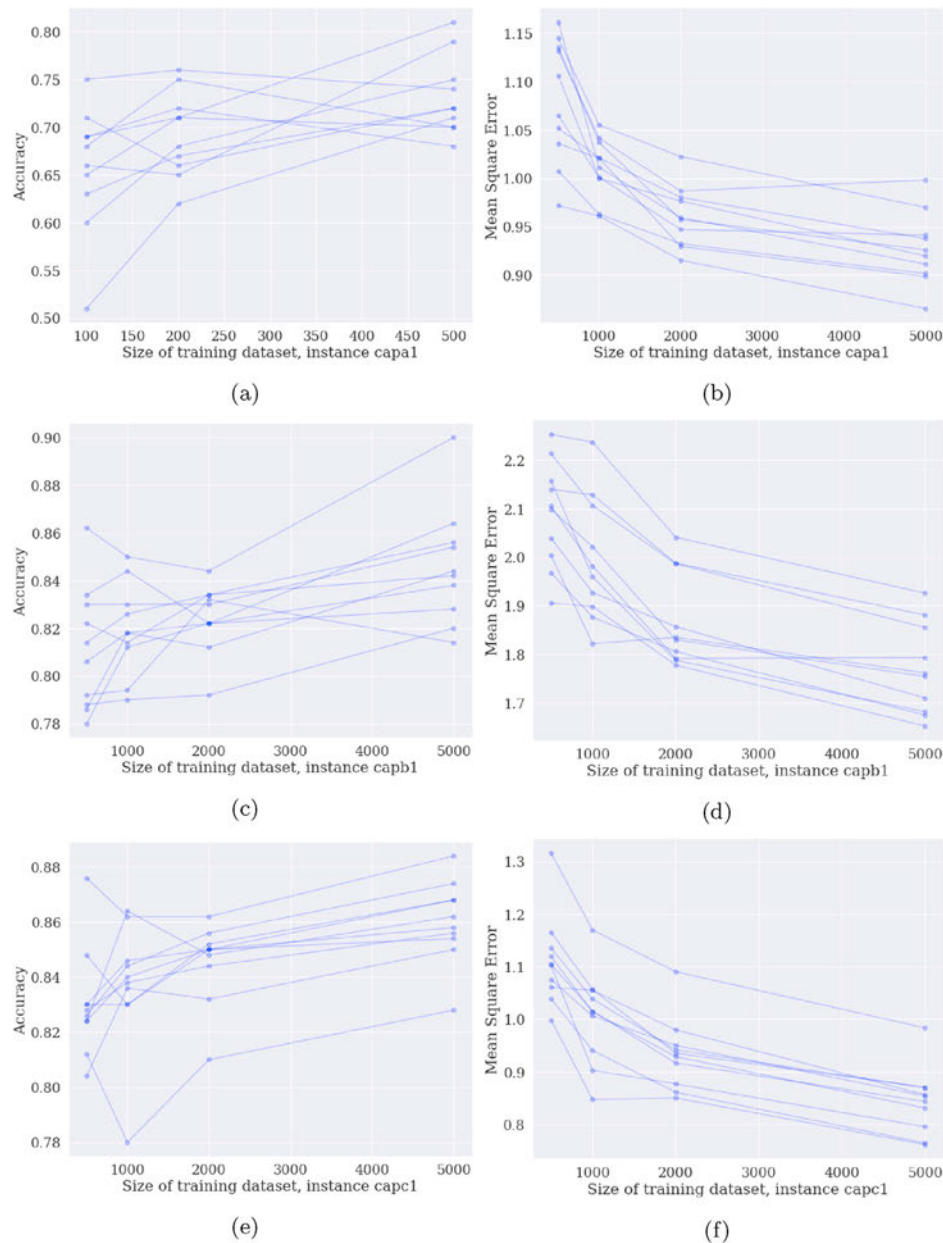 0.80
0.75
0.70
0.65
0.60
0.55
0.50
Accuracy
100 150 200 250 300 350 400 450 500
Size of training dataset, instance capa1
(a)
1.15
1.10
1.05
1.00
0.95
0.90
Mean Square Error
1000 2000 3000 4000 5000
Size of training dataset, instance capa1
(b)
0.90
0.88
0.86
0.84
0.82
0.80
0.78
Accuracy
1000 2000 3000 4000 5000
Size of training dataset, instance capb1
(c)
2.2
2.1
2.0
1.9
1.8
1.7
Mean Square Error
1000 2000 3000 4000 5000
Size of training dataset, instance capb1
(d)
0.88
0.86
0.84
0.82
0.80
0.78
Accuracy
1000 2000 3000 4000 5000
Size of training dataset, instance capc1
(e)
1.3
1.2
1.1
1.0
0.9
0.8
Mean Square Error
1000 2000 3000 4000 5000
Size of training dataset, instance capc1
(f)